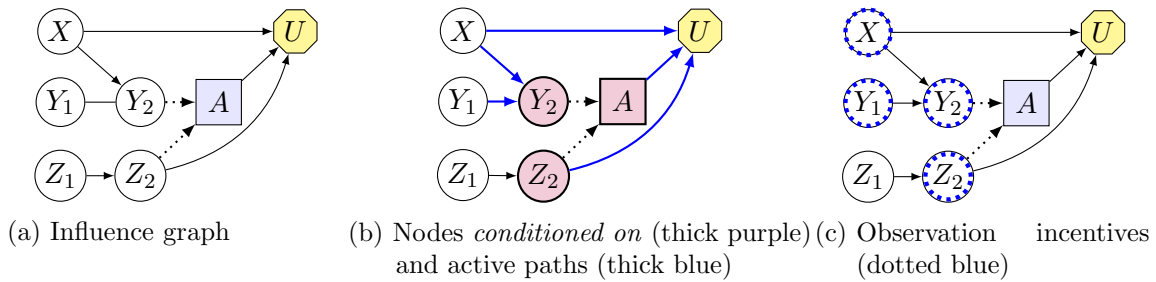 X U X U X U
Y₁ Y₂ A Y₁ Y₂ A Y₁ Y₂ A
Z₁ Z₂ Z₁ Z₂ Z₁ Z₂
(a) Influence graph
(b) Nodes conditioned on (thick purple)
and active paths (thick blue)
(c) Observation incentives
(dotted blue)